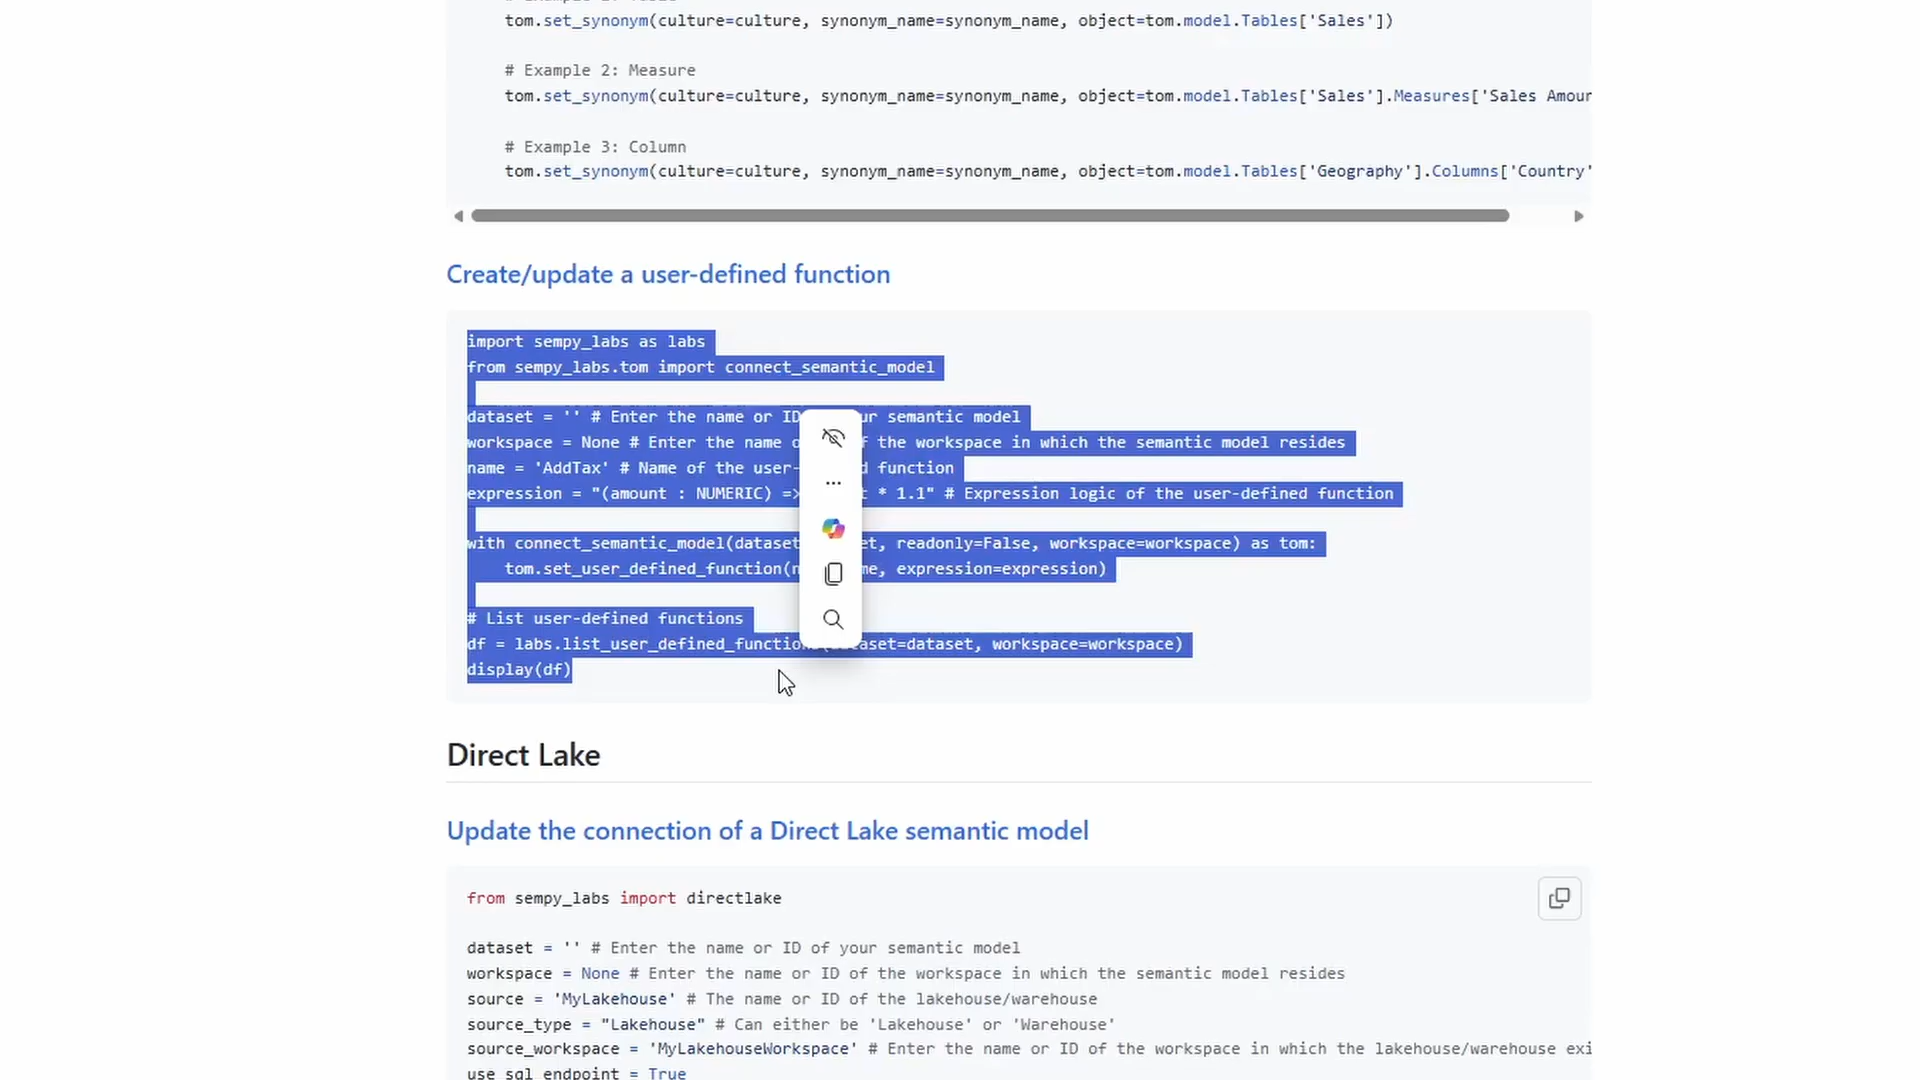 tom.set_synonym(culture=culture, synonym_name=synonym_name, object=tom.model.Tables['Sales'])
# Example 2: Measure
tom.set_synonym(culture=culture, synonym_name=synonym_name, object=tom.model.Tables['Sales'].Measures['Sales Amour
# Example 3: Column
tom.set_synonym(culture=culture, synonym_name=synonym_name, object=tom.model.Tables['Geography'].Columns['Country'
Create/update a user-defined function
import sempy_labs as labs
from sempy_labs.tom import connect_semantic_model
dataset = '' # Enter the name or ID ur semantic model
workspace = None # Enter the name o f the workspace in which the semantic model resides
name = 'AddTax' # Name of the user- d function
expression = "(amount : NUMERIC) => t * 1.1" # Expression logic of the user-defined function
with connect_semantic_model(dataset et, readonly=False, workspace=workspace) as tom:
tom.set_user_defined_function(n me, expression=expression)
# List user-defined functions
df = labs.list_user_defined_functions(dataset=dataset, workspace=workspace)
display(df)
Direct Lake
Update the connection of a Direct Lake semantic model
from sempy_labs import directlake
dataset = '' # Enter the name or ID of your semantic model
workspace = None # Enter the name or ID of the workspace in which the semantic model resides
source = 'MyLakehouse' # The name or ID of the lakehouse/warehouse
source_type = "Lakehouse" # Can either be 'Lakehouse' or 'Warehouse'
source_workspace = 'MyLakehouseWorkspace' # Enter the name or ID of the workspace in which the lakehouse/warehouse exi
use_sql_endpoint = True